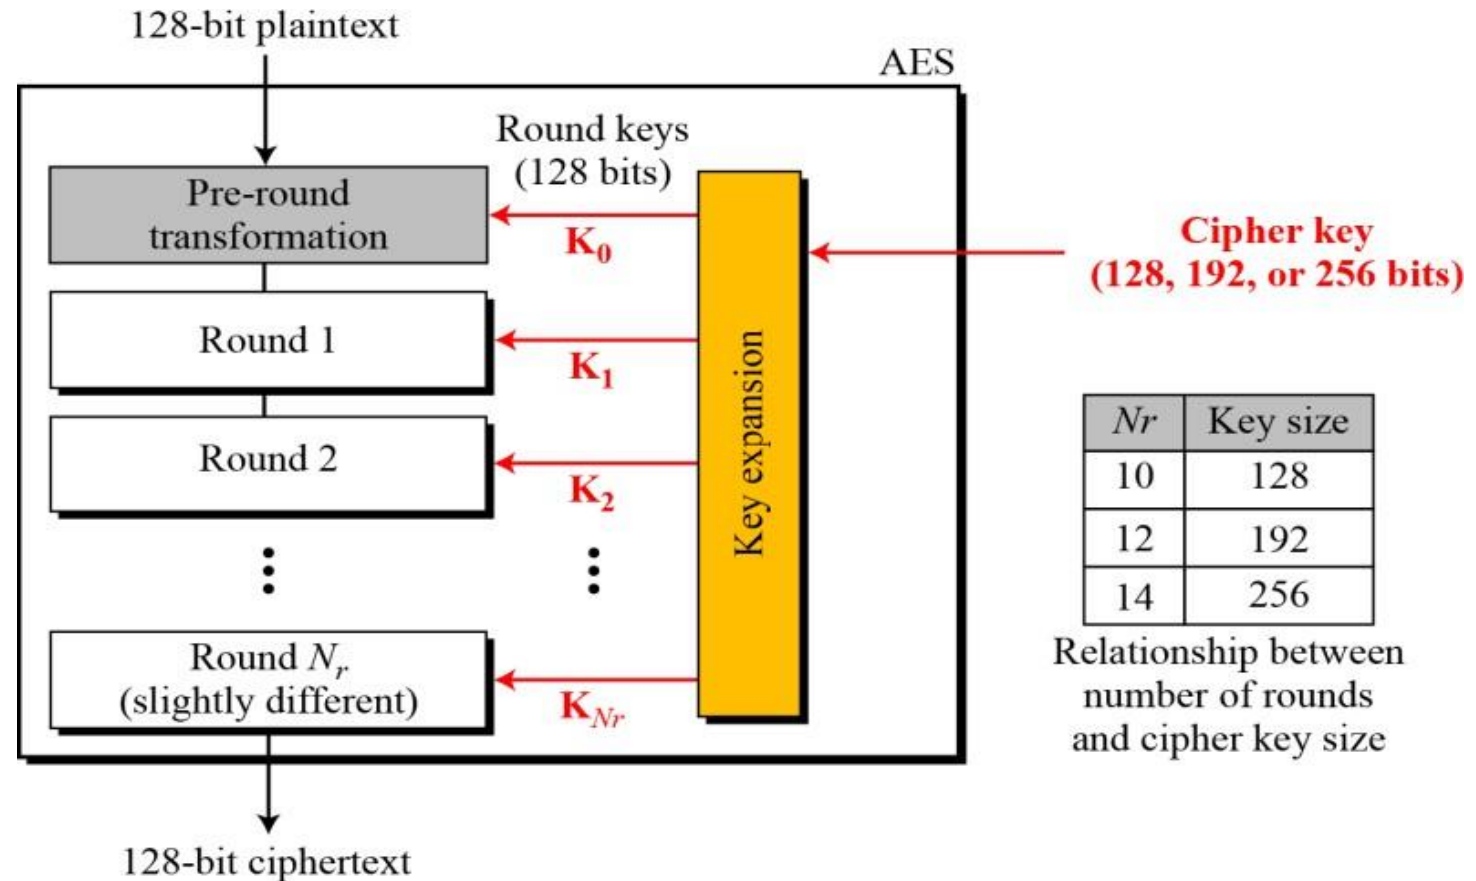 128-bit plaintext
AES
Round keys
(128 bits)
Pre-round
transformation
K0
Cipher key
(128, 192, or 256 bits)
Round 1
K1
Key expansion
Round 2
K2
Nr Key size
10 128
12 192
14 256
Relationship between
number of rounds
and cipher key size
Round Nr
(slightly different)
KNr
128-bit ciphertext